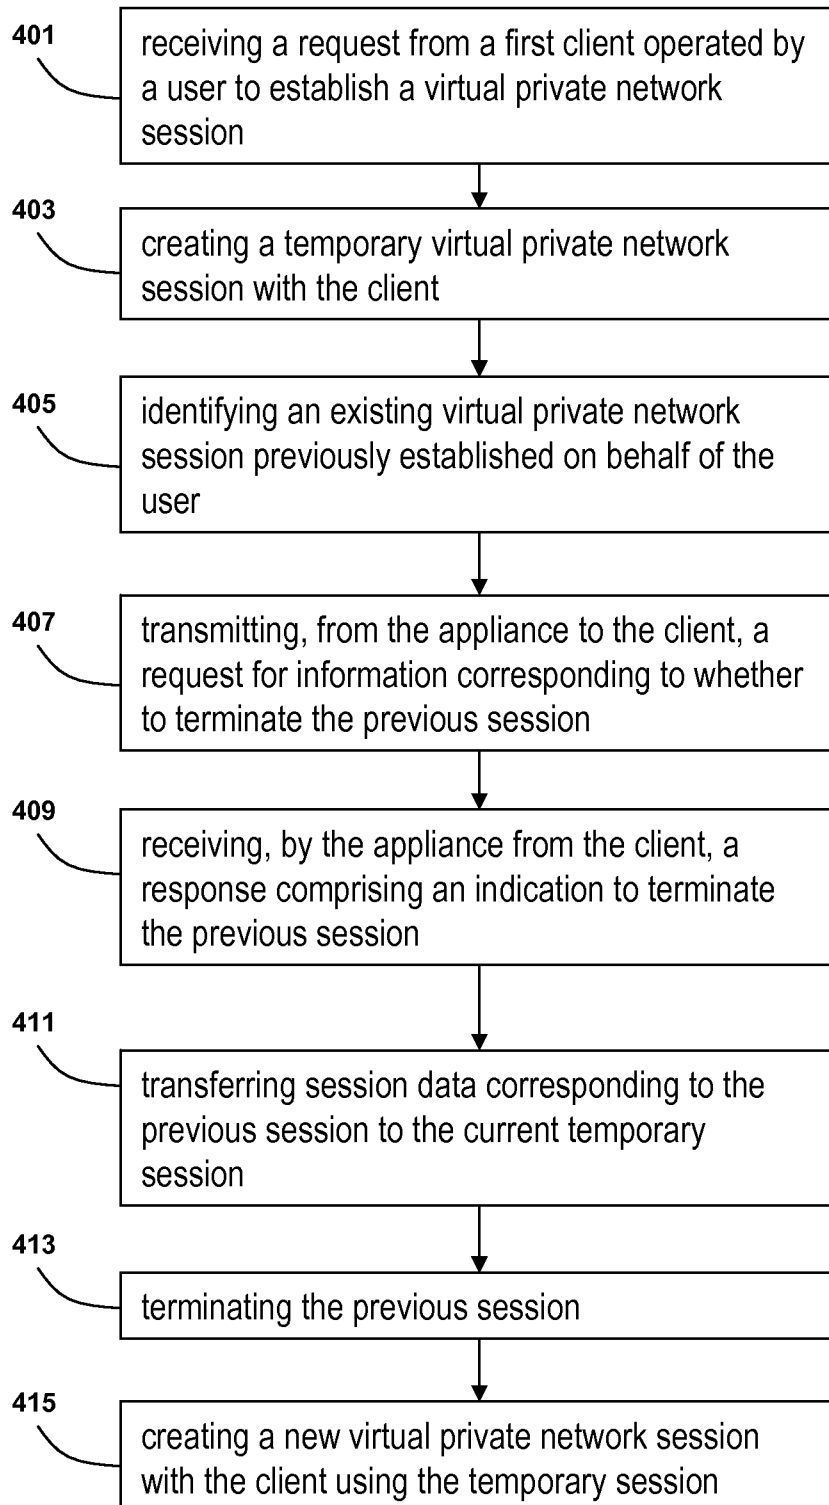 401
receiving a request from a first client operated by
a user to establish a virtual private network
session
403
creating a temporary virtual private network
session with the client
405
identifying an existing virtual private network
session previously established on behalf of the
user
407
transmitting, from the appliance to the client, a
request for information corresponding to whether
to terminate the previous session
409
receiving, by the appliance from the client, a
response comprising an indication to terminate
the previous session
411
transferring session data corresponding to the
previous session to the current temporary
session
413
terminating the previous session
415
creating a new virtual private network session
with the client using the temporary session